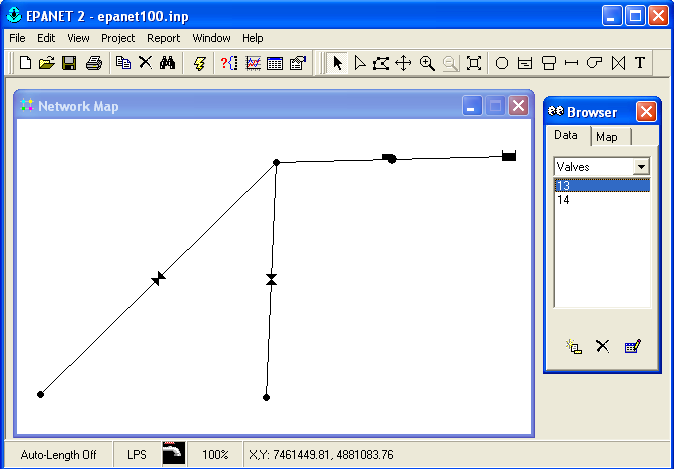 EPANET 2 - epanet100.inp
File Edit View Project Report Window Help
?{}
T
Network Map
Browser
Data Map
Valves
13
14
Auto-Length Off LPS 100% X,Y: 7461449.81, 4881083.76